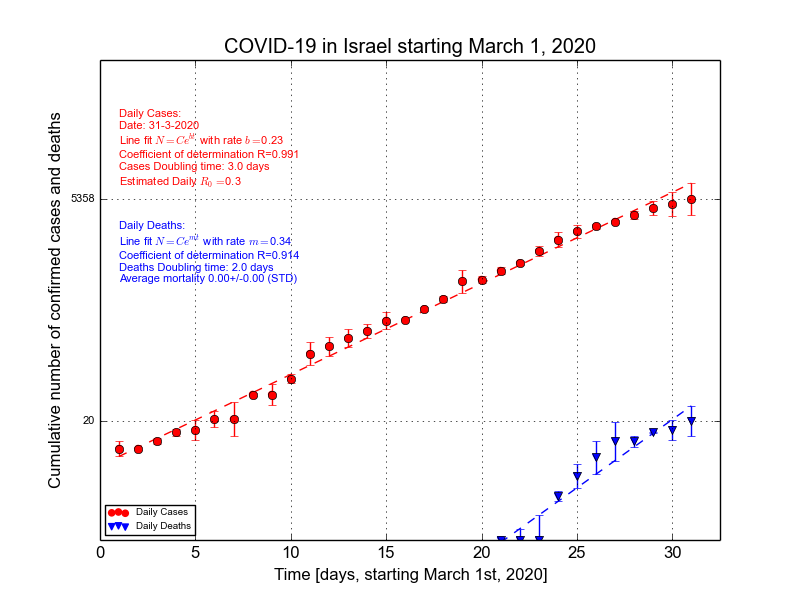 COVID-19 in Israel starting March 1, 2020
Cumulative number of confirmed cases and deaths
Daily Cases:
Date: 31-3-2020
Line fit N=Ce^{bt}: with rate b=0.23
Coefficient of determination R=0.991
Cases Doubling time: 3.0 days
Estimated Daily R_0=0.3
5358
Daily Deaths:
Line fit N=Ce^{mt}: with rate m=0.34
Coefficient of determination R=0.914
Deaths Doubling time: 2.0 days
Average mortality 0.00+/-0.00 (STD)
20
Daily Cases
Daily Deaths
0 5 10 15 20 25 30
Time [days, starting March 1st, 2020]